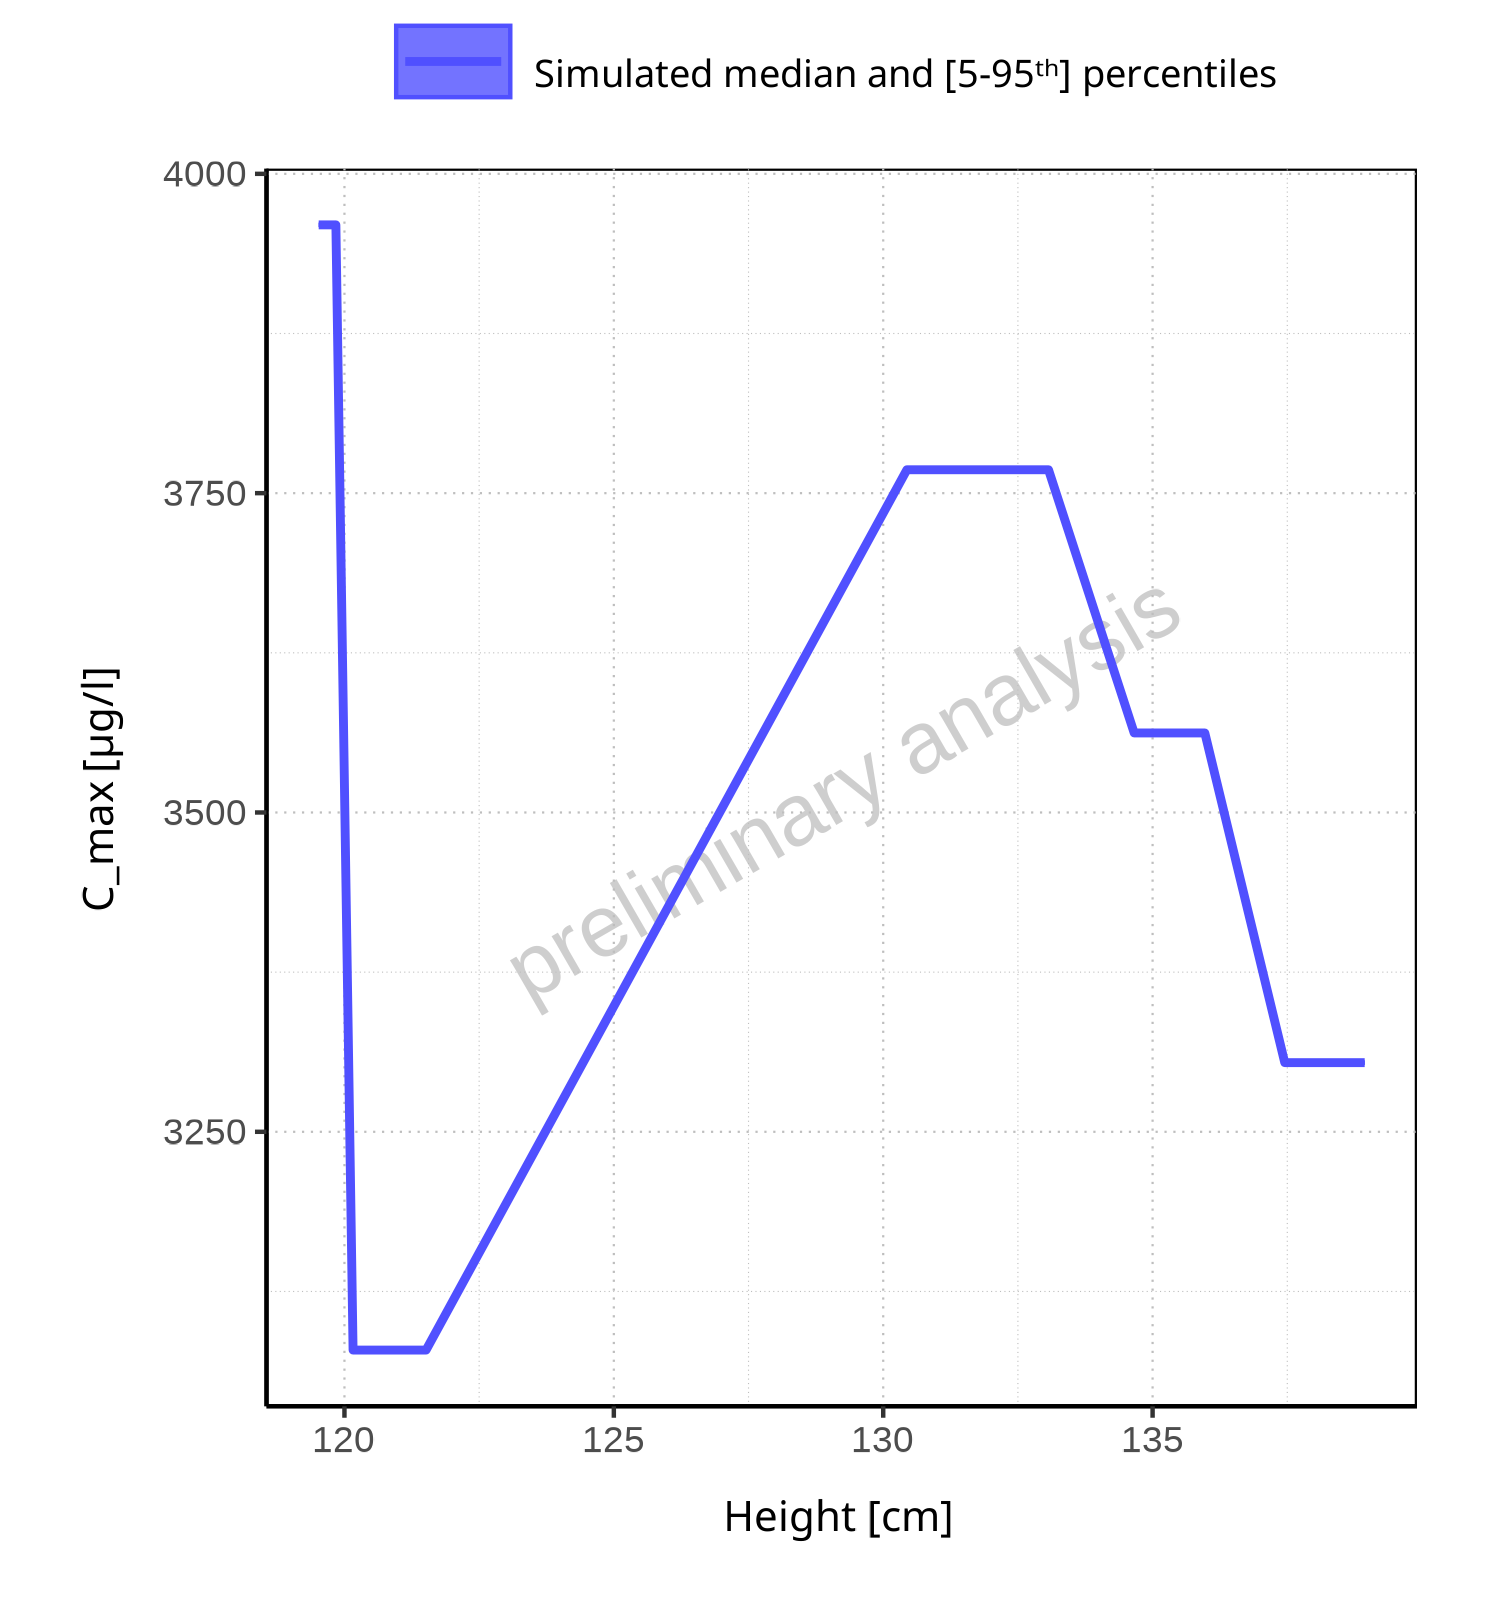 Simulated median and [5-95ᵗʰ] percentiles
4000
3750
3500
3250
C_max [µg/l]
preliminary analysis
120 125 130 135
Height [cm]